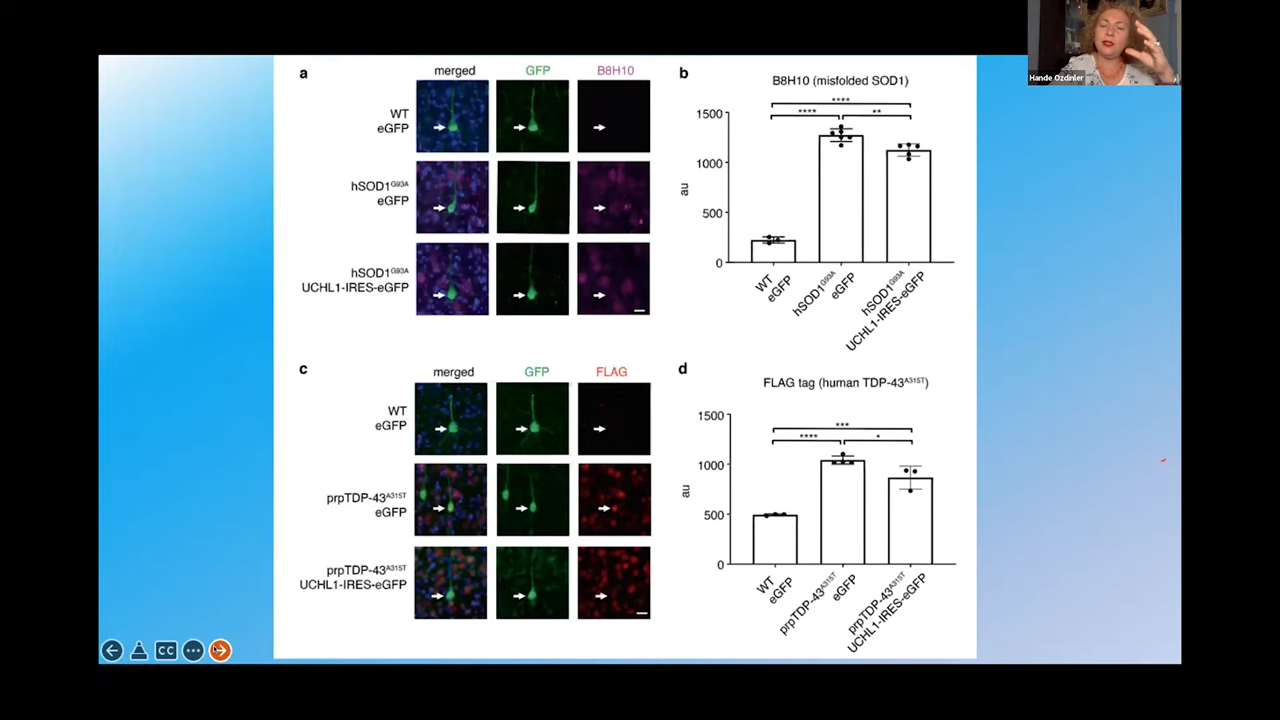 Hande Ozdinler
a
merged GFP B8H10
WT
eGFP
hSOD1G93A
eGFP
hSOD1G93A
UCHL1-IRES-eGFP
b
B8H10 (misfolded SOD1)
****
**** **
1500
1000
500
0
au
WT
eGFP
hSOD1G93A
eGFP
hSOD1G93A
UCHL1-IRES-eGFP
c
merged GFP FLAG
WT
eGFP
prpTDP-43A315T
eGFP
prpTDP-43A315T
UCHL1-IRES-eGFP
d
FLAG tag (human TDP-43A315T)
***
**** *
1500
1000
500
0
au
WT
eGFP
prpTDP-43A315T
eGFP
prpTDP-43A315T
UCHL1-IRES-eGFP
CC